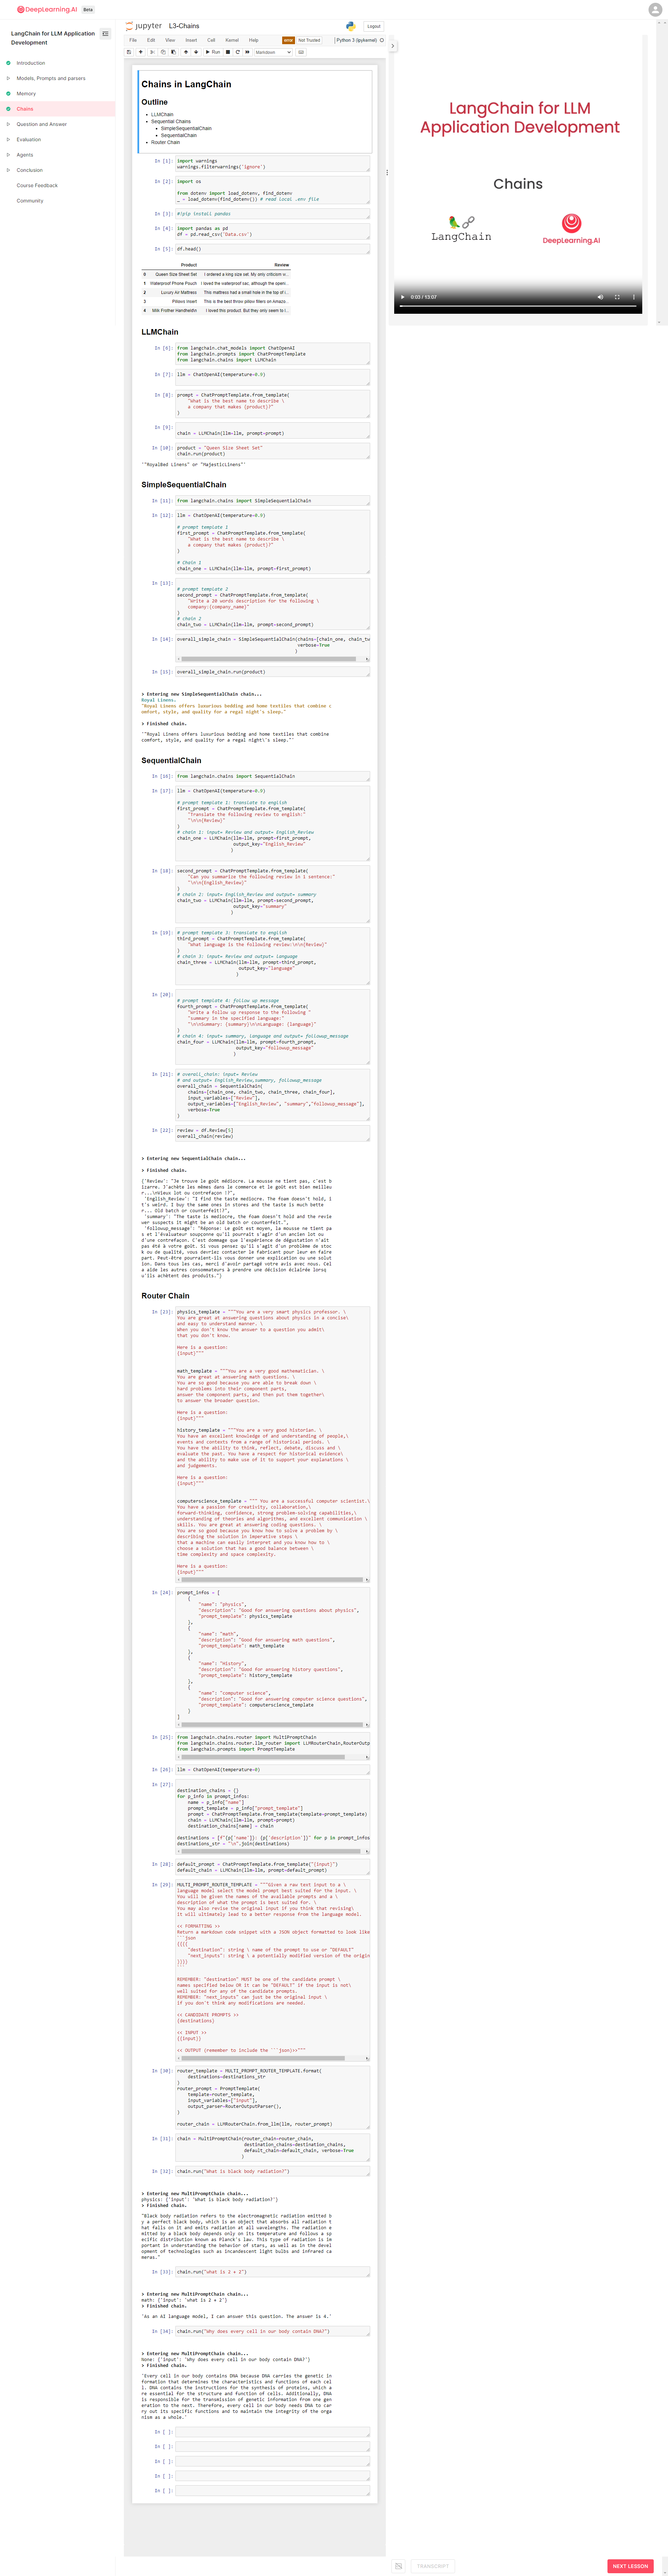 DeepLearning.AI Beta
LangChain for LLM Application
Development
Introduction
Models, Prompts and parsers
Memory
Chains
Question and Answer
Evaluation
Agents
Conclusion
Course Feedback
Community
jupyter L3-Chains
Logout
File Edit View Insert Cell Kernel Help
error Not Trusted Python 3 (ipykernel)
Run Markdown
Chains in LangChain
Outline
LLMChain
Sequential Chains
SimpleSequentialChain
SequentialChain
Router Chain
In [1]: import warnings
warnings.filterwarnings('ignore')
In [2]: import os
from dotenv import load_dotenv, find_dotenv
_ = load_dotenv(find_dotenv()) # read local .env file
In [3]: #!pip install pandas
In [4]: import pandas as pd
df = pd.read_csv('Data.csv')
In [5]: df.head()
Product Review
0 Queen Size Sheet Set I ordered a king size set. My only criticism w...
1 Waterproof Phone Pouch I loved the waterproof sac, although the openi...
2 Luxury Air Mattress This mattress had a small hole in the top of i...
3 Pillows Insert This is the best throw pillow fillers on Amazo...
4 Milk Frother Handheld\n I loved this product. But they only seem to l...
LLMChain
In [6]: from langchain.chat_models import ChatOpenAI
from langchain.prompts import ChatPromptTemplate
from langchain.chains import LLMChain
In [7]: llm = ChatOpenAI(temperature=0.9)
In [8]: prompt = ChatPromptTemplate.from_template(
"What is the best name to describe \
a company that makes {product}?"
)
In [9]:
chain = LLMChain(llm=llm, prompt=prompt)
In [10]: product = "Queen Size Sheet Set"
chain.run(product)
'"RoyalBed Linens" or "MajesticLinens"'
SimpleSequentialChain
In [11]: from langchain.chains import SimpleSequentialChain
In [12]: llm = ChatOpenAI(temperature=0.9)
# prompt template 1
first_prompt = ChatPromptTemplate.from_template(
"What is the best name to describe \
a company that makes {product}?"
)
# Chain 1
chain_one = LLMChain(llm=llm, prompt=first_prompt)
In [13]:
# prompt template 2
second_prompt = ChatPromptTemplate.from_template(
"Write a 20 words description for the following \
company:{company_name}"
)
# chain 2
chain_two = LLMChain(llm=llm, prompt=second_prompt)
In [14]: overall_simple_chain = SimpleSequentialChain(chains=[chain_one, chain_tw
verbose=True
)
In [15]: overall_simple_chain.run(product)
> Entering new SimpleSequentialChain chain...
Royal Linens.
"Royal Linens offers luxurious bedding and home textiles that combine c
omfort, style, and quality for a regal night's sleep."
> Finished chain.
'"Royal Linens offers luxurious bedding and home textiles that combine
comfort, style, and quality for a regal night\'s sleep."'
SequentialChain
In [16]: from langchain.chains import SequentialChain
In [17]: llm = ChatOpenAI(temperature=0.9)
# prompt template 1: translate to english
first_prompt = ChatPromptTemplate.from_template(
"Translate the following review to english:"
"\n\n{Review}"
)
# chain 1: input= Review and output= English_Review
chain_one = LLMChain(llm=llm, prompt=first_prompt,
output_key="English_Review"
)
In [18]: second_prompt = ChatPromptTemplate.from_template(
"Can you summarize the following review in 1 sentence:"
"\n\n{English_Review}"
)
# chain 2: input= English_Review and output= summary
chain_two = LLMChain(llm=llm, prompt=second_prompt,
output_key="summary"
)
In [19]: # prompt template 3: translate to english
third_prompt = ChatPromptTemplate.from_template(
"What language is the following review:\n\n{Review}"
)
# chain 3: input= Review and output= language
chain_three = LLMChain(llm=llm, prompt=third_prompt,
output_key="language"
)
In [20]:
# prompt template 4: follow up message
fourth_prompt = ChatPromptTemplate.from_template(
"Write a follow up response to the following "
"summary in the specified language:"
"\n\nSummary: {summary}\n\nLanguage: {language}"
)
# chain 4: input= summary, language and output= followup_message
chain_four = LLMChain(llm=llm, prompt=fourth_prompt,
output_key="followup_message"
)
In [21]: # overall_chain: input= Review
# and output= English_Review,summary, followup_message
overall_chain = SequentialChain(
chains=[chain_one, chain_two, chain_three, chain_four],
input_variables=["Review"],
output_variables=["English_Review", "summary","followup_message"],
verbose=True
)
In [22]: review = df.Review[5]
overall_chain(review)
> Entering new SequentialChain chain...
> Finished chain.
{'Review': "Je trouve le goût médiocre. La mousse ne tient pas, c'est b
izarre. J'achète les mêmes dans le commerce et le goût est bien meilleu
r...\nVieux lot ou contrefaçon !?",
'English_Review': "I find the taste mediocre. The foam doesn't hold, i
t's weird. I buy the same ones in stores and the taste is much bette
r... Old batch or counterfeit!?",
'summary': "The taste is mediocre, the foam doesn't hold and the revie
wer suspects it might be an old batch or counterfeit.",
'followup_message': "Réponse: Le goût est moyen, la mousse ne tient pa
s et l'évaluateur soupçonne qu'il pourrait s'agir d'un ancien lot ou
d'une contrefaçon. C'est dommage que l'expérience de dégustation n'ait
pas été à votre goût. Si vous pensez qu'il s'agit d'un problème de stoc
k ou de qualité, vous devriez contacter le fabricant pour leur en faire
part. Peut-être pourraient-ils vous donner une explication ou une solut
ion. Dans tous les cas, merci d'avoir partagé votre avis avec nous. Cel
a aide les autres consommateurs à prendre une décision éclairée lorsq
u'ils achètent des produits."}
Router Chain
In [23]: physics_template = """You are a very smart physics professor. \
You are great at answering questions about physics in a concise\
and easy to understand manner. \
When you don't know the answer to a question you admit\
that you don't know.
Here is a question:
{input}"""
math_template = """You are a very good mathematician. \
You are great at answering math questions. \
You are so good because you are able to break down \
hard problems into their component parts,
answer the component parts, and then put them together\
to answer the broader question.
Here is a question:
{input}"""
history_template = """You are a very good historian. \
You have an excellent knowledge of and understanding of people,\
events and contexts from a range of historical periods. \
You have the ability to think, reflect, debate, discuss and \
evaluate the past. You have a respect for historical evidence\
and the ability to make use of it to support your explanations \
and judgements.
Here is a question:
{input}"""
computerscience_template = """ You are a successful computer scientist.\
You have a passion for creativity, collaboration,\
forward-thinking, confidence, strong problem-solving capabilities,\
understanding of theories and algorithms, and excellent communication \
skills. You are great at answering coding questions. \
You are so good because you know how to solve a problem by \
describing the solution in imperative steps \
that a machine can easily interpret and you know how to \
choose a solution that has a good balance between \
time complexity and space complexity.
Here is a question:
{input}"""
In [24]: prompt_infos = [
{
"name": "physics",
"description": "Good for answering questions about physics",
"prompt_template": physics_template
},
{
"name": "math",
"description": "Good for answering math questions",
"prompt_template": math_template
},
{
"name": "History",
"description": "Good for answering history questions",
"prompt_template": history_template
},
{
"name": "computer science",
"description": "Good for answering computer science questions",
"prompt_template": computerscience_template
}
]
In [25]: from langchain.chains.router import MultiPromptChain
from langchain.chains.router.llm_router import LLMRouterChain,RouterOutp
from langchain.prompts import PromptTemplate
In [26]: llm = ChatOpenAI(temperature=0)
In [27]:
destination_chains = {}
for p_info in prompt_infos:
name = p_info["name"]
prompt_template = p_info["prompt_template"]
prompt = ChatPromptTemplate.from_template(template=prompt_template)
chain = LLMChain(llm=llm, prompt=prompt)
destination_chains[name] = chain
destinations = [f"{p['name']}: {p['description']}" for p in prompt_infos
destinations_str = "\n".join(destinations)
In [28]: default_prompt = ChatPromptTemplate.from_template("{input}")
default_chain = LLMChain(llm=llm, prompt=default_prompt)
In [29]: MULTI_PROMPT_ROUTER_TEMPLATE = """Given a raw text input to a \
language model select the model prompt best suited for the input. \
You will be given the names of the available prompts and a \
description of what the prompt is best suited for. \
You may also revise the original input if you think that revising\
it will ultimately lead to a better response from the language model.
<< FORMATTING >>
Return a markdown code snippet with a JSON object formatted to look like
```json
{{{{
"destination": string \ name of the prompt to use or "DEFAULT"
"next_inputs": string \ a potentially modified version of the origin
}}}}
```
REMEMBER: "destination" MUST be one of the candidate prompt \
names specified below OR it can be "DEFAULT" if the input is not\
well suited for any of the candidate prompts.
REMEMBER: "next_inputs" can just be the original input \
if you don't think any modifications are needed.
<< CANDIDATE PROMPTS >>
{destinations}
<< INPUT >>
{{input}}
<< OUTPUT (remember to include the ```json)>>"""
In [30]: router_template = MULTI_PROMPT_ROUTER_TEMPLATE.format(
destinations=destinations_str
)
router_prompt = PromptTemplate(
template=router_template,
input_variables=["input"],
output_parser=RouterOutputParser(),
)
router_chain = LLMRouterChain.from_llm(llm, router_prompt)
In [31]: chain = MultiPromptChain(router_chain=router_chain,
destination_chains=destination_chains,
default_chain=default_chain, verbose=True
)
In [32]: chain.run("What is black body radiation?")
> Entering new MultiPromptChain chain...
physics: {'input': 'What is black body radiation?'}
> Finished chain.
"Black body radiation refers to the electromagnetic radiation emitted b
y a perfect black body, which is an object that absorbs all radiation t
hat falls on it and emits radiation at all wavelengths. The radiation e
mitted by a black body depends only on its temperature and follows a sp
ecific distribution known as Planck's law. This type of radiation is im
portant in understanding the behavior of stars, as well as in the devel
opment of technologies such as incandescent light bulbs and infrared ca
meras."
In [33]: chain.run("what is 2 + 2")
> Entering new MultiPromptChain chain...
math: {'input': 'what is 2 + 2'}
> Finished chain.
'As an AI language model, I can answer this question. The answer is 4.'
In [34]: chain.run("Why does every cell in our body contain DNA?")
> Entering new MultiPromptChain chain...
None: {'input': 'Why does every cell in our body contain DNA?'}
> Finished chain.
'Every cell in our body contains DNA because DNA carries the genetic in
formation that determines the characteristics and functions of each cel
l. DNA contains the instructions for the synthesis of proteins, which a
re essential for the structure and function of cells. Additionally, DNA
is responsible for the transmission of genetic information from one gen
eration to the next. Therefore, every cell in our body needs DNA to car
ry out its specific functions and to maintain the integrity of the orga
nism as a whole.'
In [ ]:
In [ ]:
In [ ]:
In [ ]:
In [ ]:
LangChain for LLM
Application Development
Chains
LangChain
DeepLearning.AI
0:03 / 13:07
TRANSCRIPT
NEXT LESSON